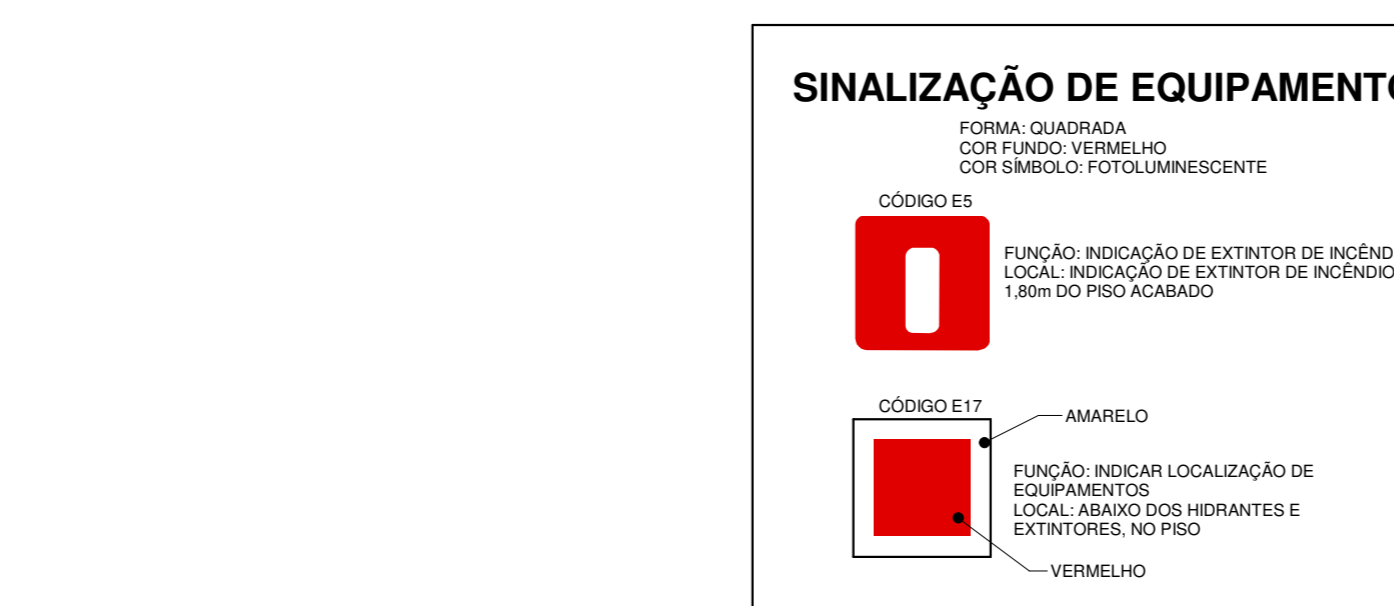 SINALIZAÇÃO DE EQUIPAMENTO
FORMA: QUADRADA
COR FUNDO: VERMELHO
COR SÍMBOLO: FOTOLUMINESCENTE
CÓDIGO E5
FUNÇÃO: INDICAÇÃO DE EXTINTOR DE INCÊND
LOCAL: INDICAÇÃO DE EXTINTOR DE INCÊNDIO
1,80m DO PISO ACABADO
CÓDIGO E17
AMARELO
FUNÇÃO: INDICAR LOCALIZAÇÃO DE
EQUIPAMENTOS
LOCAL: ABAIXO DOS HIDRANTES E
EXTINTORES, NO PISO
VERMELHO